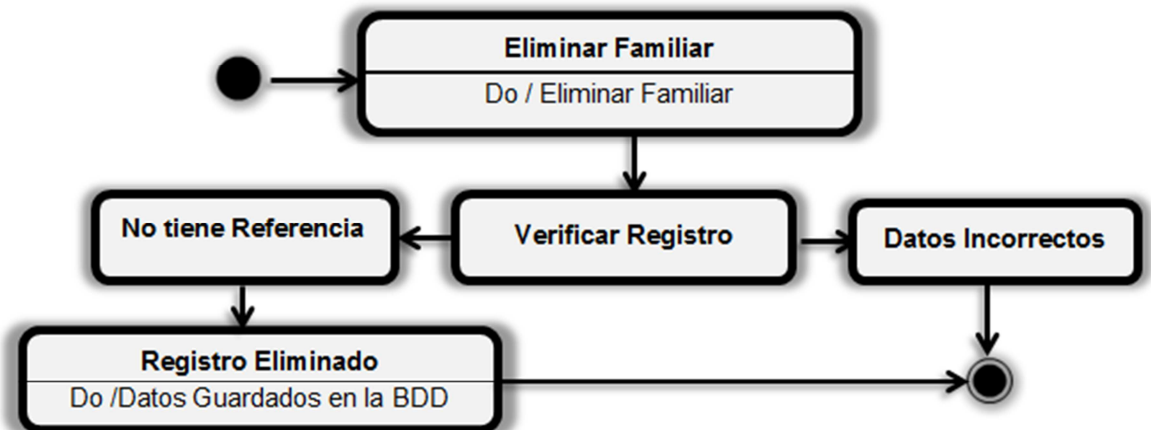 Eliminar Familiar
Do / Eliminar Familiar
No tiene Referencia
Verificar Registro
Datos Incorrectos
Registro Eliminado
Do /Datos Guardados en la BDD